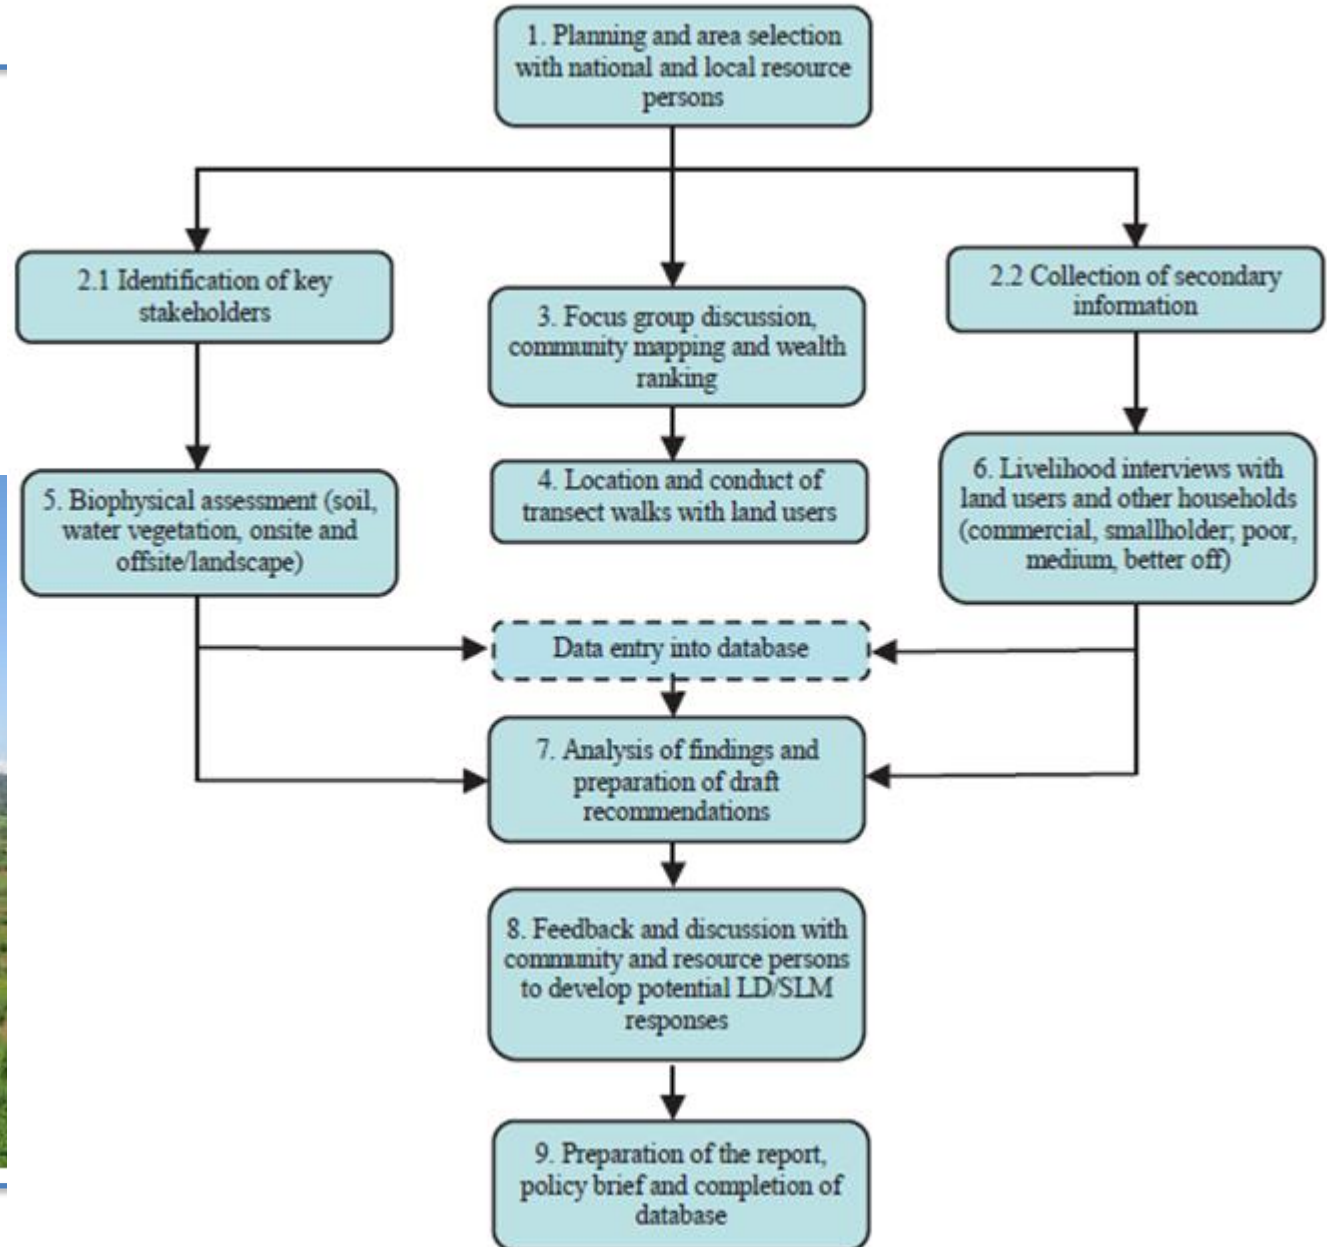 1. Planning and area selection
with national and local resource
persons
2.1 Identification of key
stakeholders
2.2 Collection of secondary
information
3. Focus group discussion,
community mapping and wealth
ranking
4. Location and conduct of
transect walks with land users
5. Biophysical assessment (soil,
water vegetation, onsite and
offsite/landscape)
6. Livelihood interviews with
land users and other households
(commercial, smallholder; poor,
medium, better off)
Data entry into database
7. Analysis of findings and
preparation of draft
recommendations
8. Feedback and discussion with
community and resource persons
to develop potential LD/SLM
responses
9. Preparation of the report,
policy brief and completion of
database